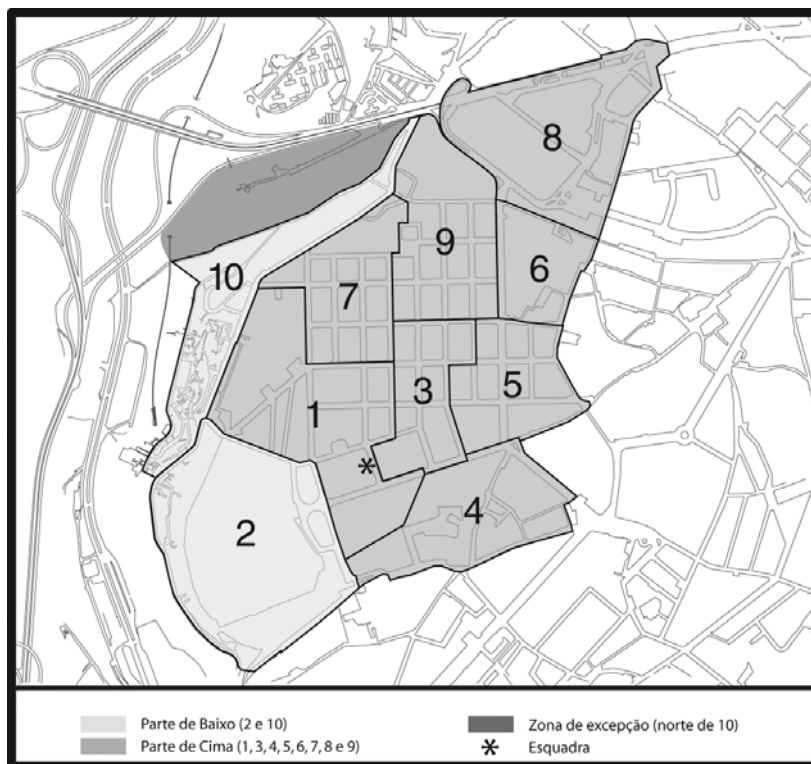 8
9
6
10
7
3
5
1
*
4
2
Parte de Baixo (2 e 10)
Parte de Cima (1, 3, 4, 5, 6, 7, 8 e 9)
Zona de excepção (norte de 10)
* Esquadra